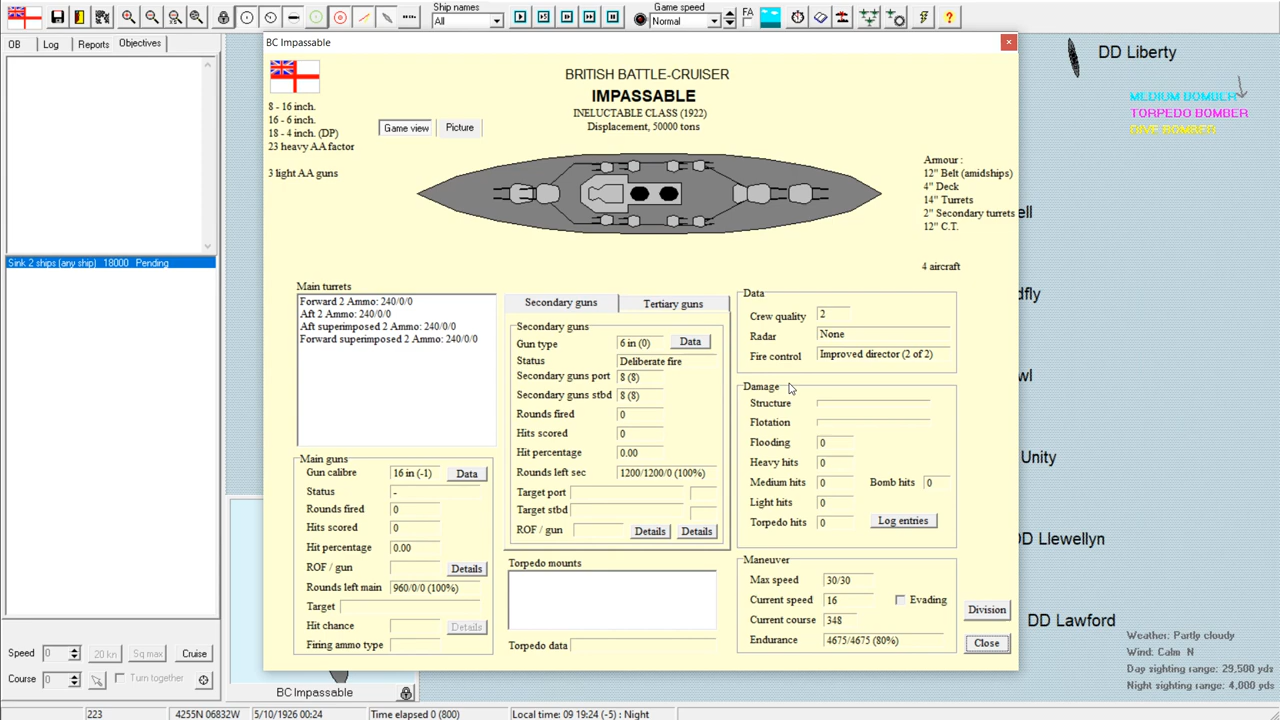 Ship names
All
Game speed
Normal
FA
OB
Log
Reports
Objectives
Sink 2 ships (any ship) 18000 Pending
BC Impassable
8 - 16 inch.
16 - 6 inch.
18 - 4 inch. (DP)
23 heavy AA factor
3 light AA guns
Game view
Picture
BRITISH BATTLE-CRUISER
IMPASSABLE
INELUCTABLE CLASS (1922)
Displacement, 50000 tons
Armour :
12" Belt (amidships)
4" Deck
14" Turrets
2" Secondary turrets
12" C.T.
4 aircraft
Main turrets
Forward 2 Ammo: 240/0/0
Aft 2 Ammo: 240/0/0
Aft superimposed 2 Ammo: 240/0/0
Forward superimposed 2 Ammo: 240/0/0
Main guns
Gun calibre 16 in (-1) Data
Status -
Rounds fired 0
Hits scored 0
Hit percentage 0.00
ROF / gun Details
Rounds left main 960/0/0 (100%)
Target
Hit chance Details
Firing ammo type
Secondary guns
Tertiary guns
Secondary guns
Gun type 6 in (0) Data
Status Deliberate fire
Secondary guns port 8 (8)
Secondary guns stbd 8 (8)
Rounds fired 0
Hits scored 0
Hit percentage 0.00
Rounds left sec 1200/1200/0 (100%)
Target port
Target stbd
ROF / gun Details Details
Torpedo mounts
Torpedo data
Data
Crew quality 2
Radar None
Fire control Improved director (2 of 2)
Damage
Structure
Flotation
Flooding 0
Heavy hits 0
Medium hits 0 Bomb hits 0
Light hits 0
Torpedo hits 0 Log entries
Maneuver
Max speed 30/30
Current speed 16 Evading
Current course 348
Endurance 4675/4675 (80%)
Division
Close
DD Liberty
MEDIUM BOMBER
TORPEDO BOMBER
DIVE BOMBER
ell
dfly
wl
Unity
DD Llewellyn
DD Lawford
Weather: Partly cloudy
Wind: Calm N
Day sighting range: 29,500 yds
Night sighting range: 4,000 yds
Speed 0 20 kn Sq max Cruise
Course 0 Turn together
BC Impassable
223
4255N 06832W
5/10/1926 00:24
Time elapsed 0 (800)
Local time: 09 19:24 (-5) : Night